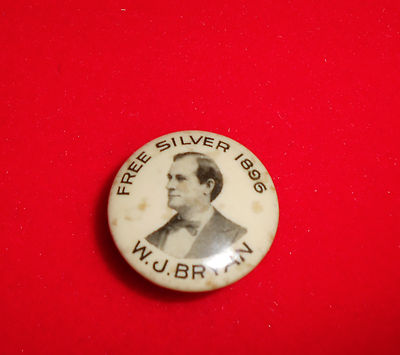 FREE SILVER 1896
W.J. BRYAN